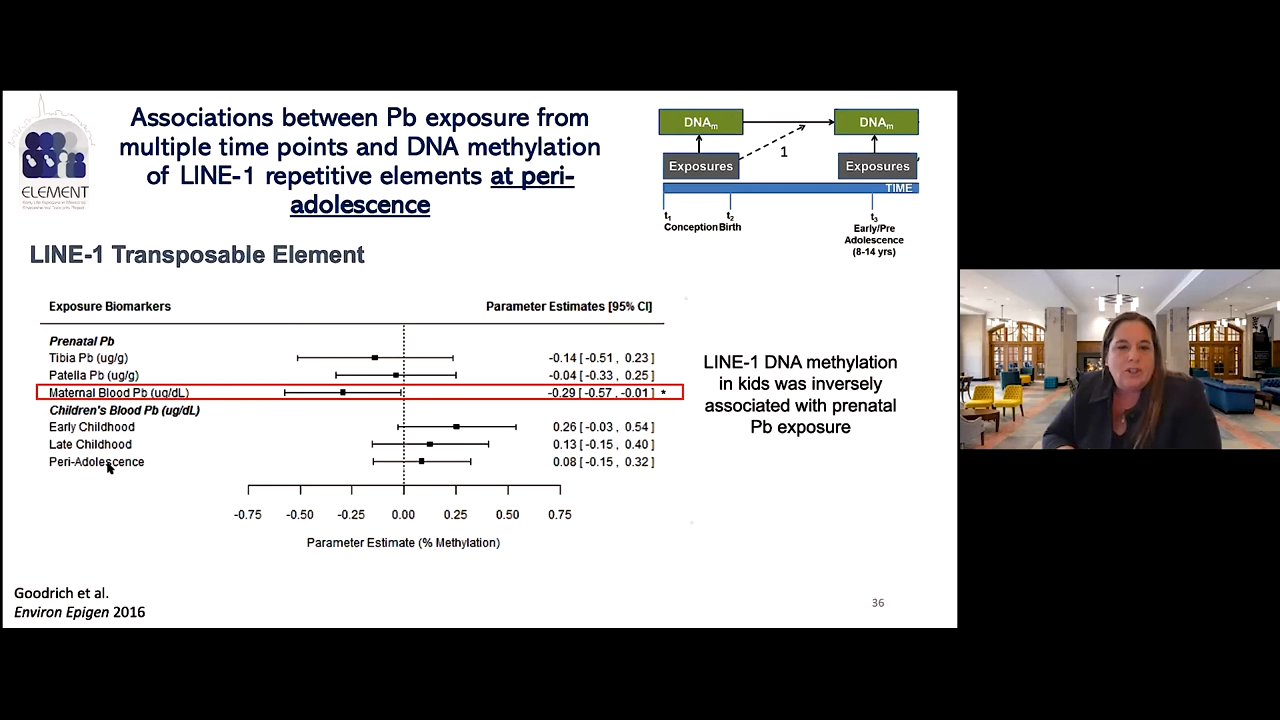 Associations between Pb exposure from
multiple time points and DNA methylation
of LINE-1 repetitive elements at peri-
adolescence
ELEMENT
DNAm
DNAm
Exposures
1
Exposures
TIME
t1
Conception
t2
Birth
t3
Early/Pre
Adolescence
(8-14 yrs)
LINE-1 Transposable Element
Exposure Biomarkers Parameter Estimates [95% CI]
Prenatal Pb
Tibia Pb (ug/g) -0.14 [ -0.51 , 0.23 ]
Patella Pb (ug/g) -0.04 [ -0.33 , 0.25 ]
Maternal Blood Pb (ug/dL) -0.29 [ -0.57 , -0.01 ] *
Children's Blood Pb (ug/dL)
Early Childhood 0.26 [ -0.03 , 0.54 ]
Late Childhood 0.13 [ -0.15 , 0.40 ]
Peri-Adolescence 0.08 [ -0.15 , 0.32 ]
-0.75 -0.50 -0.25 0.00 0.25 0.50 0.75
Parameter Estimate (% Methylation)
LINE-1 DNA methylation
in kids was inversely
associated with prenatal
Pb exposure
Goodrich et al.
Environ Epigen 2016
36